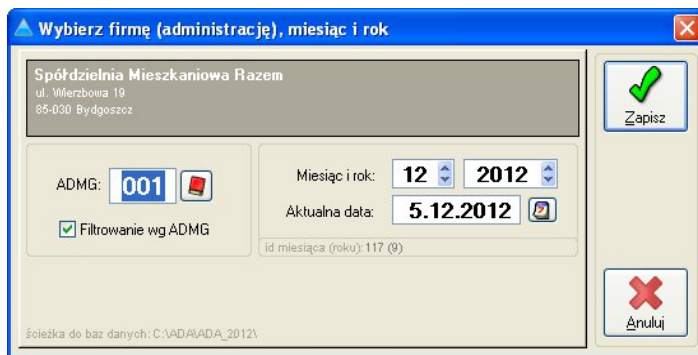 Wybierz firmę (administrację), miesiąc i rok
Spółdzielnia Mieszkaniowa Razem
ul. Wierzbowa 19
85-030 Bydgoszcz
Zapisz
ADMG: 001
Filtrowanie wg ADMG
Miesiąc i rok: 12 2012
Aktualna data: 5.12.2012
id miesiąca (roku): 117 (9)
Anuluj
ścieżka do baz danych: C:\ADA\ADA_2012\